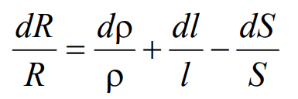 dR/R = dρ/ρ + dl/l − dS/S